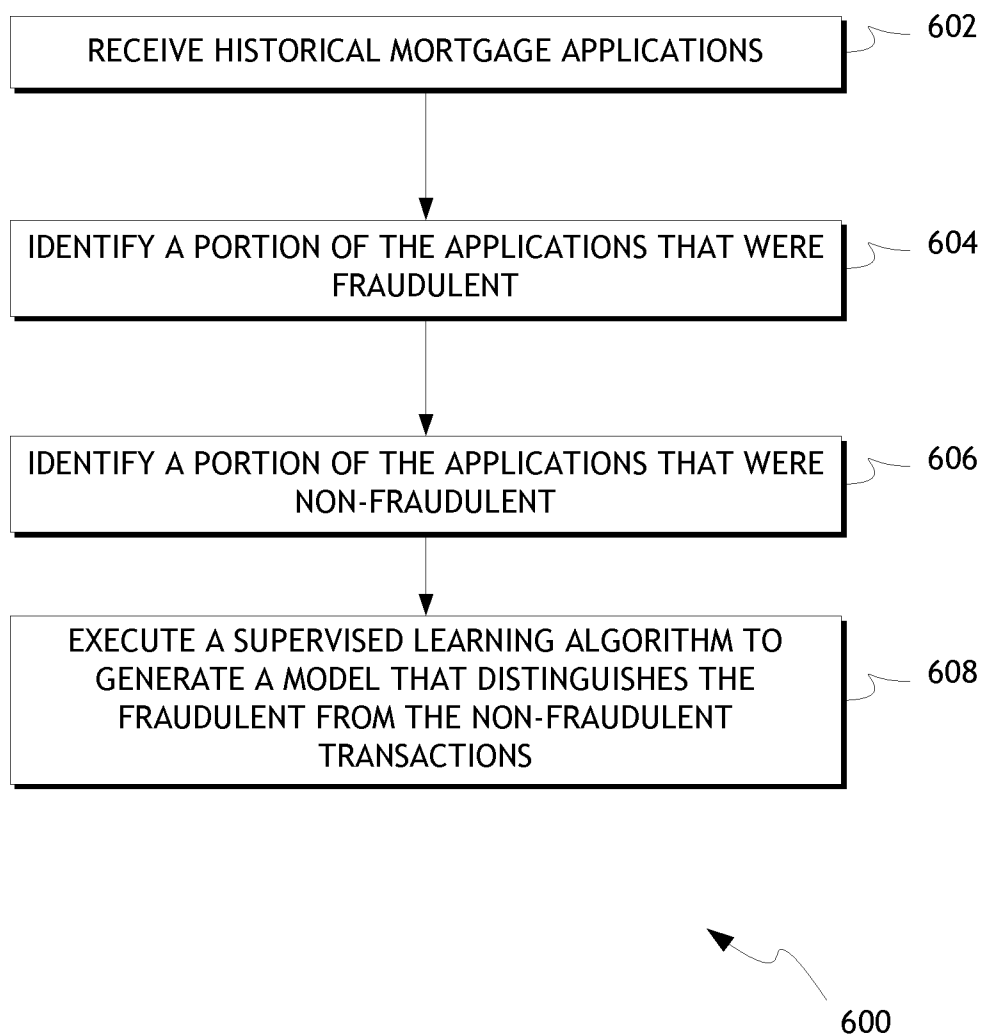 RECEIVE HISTORICAL MORTGAGE APPLICATIONS
602
IDENTIFY A PORTION OF THE APPLICATIONS THAT WERE
FRAUDULENT
604
IDENTIFY A PORTION OF THE APPLICATIONS THAT WERE
NON-FRAUDULENT
606
EXECUTE A SUPERVISED LEARNING ALGORITHM TO
GENERATE A MODEL THAT DISTINGUISHES THE
FRAUDULENT FROM THE NON-FRAUDULENT
TRANSACTIONS
608
600